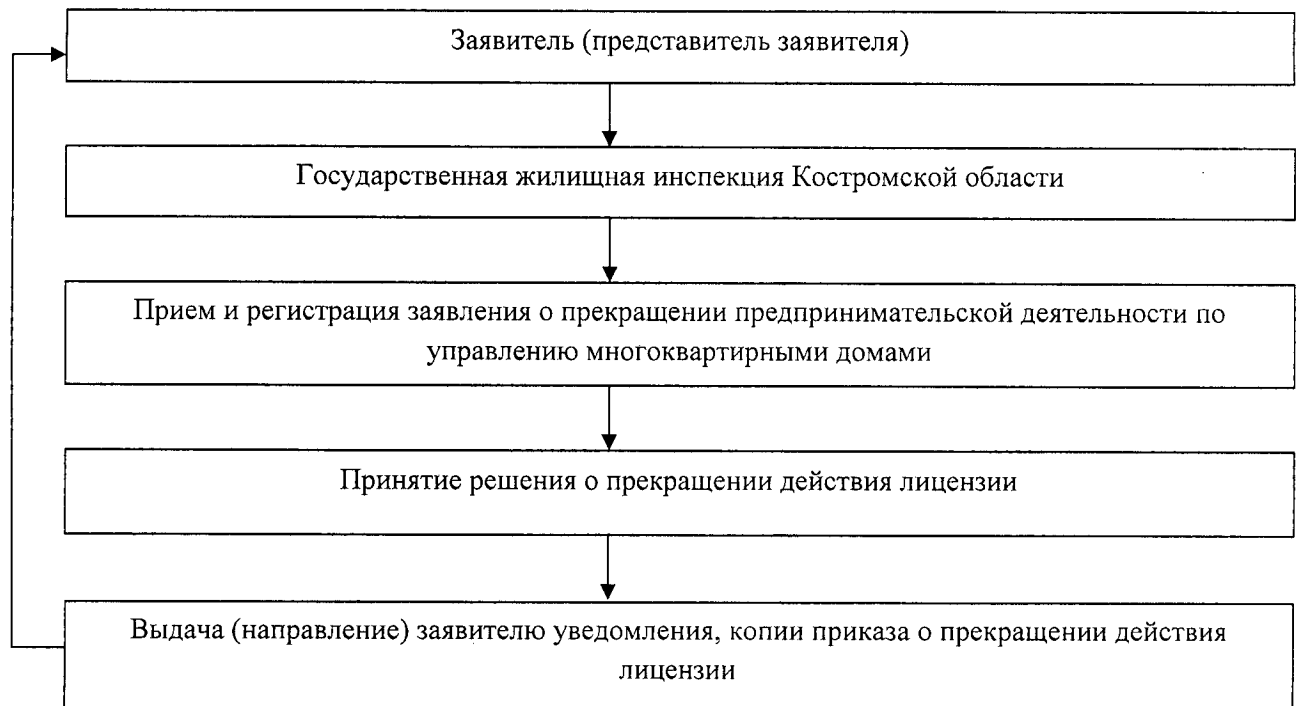 Заявитель (представитель заявителя)
Государственная жилищная инспекция Костромской области
Прием и регистрация заявления о прекращении предпринимательской деятельности по
управлению многоквартирными домами
Принятие решения о прекращении действия лицензии
Выдача (направление) заявителю уведомления, копии приказа о прекращении действия
лицензии